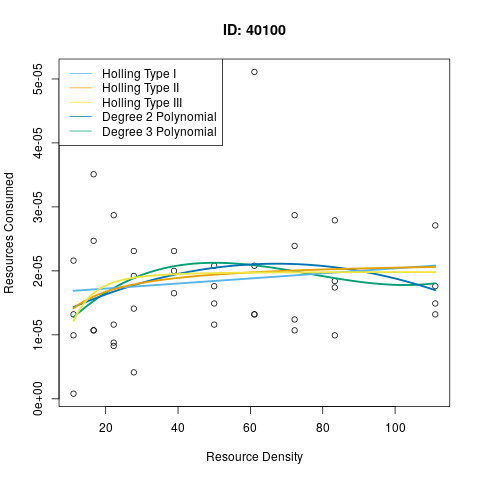 ID: 40100
Holling Type I
Holling Type II
Holling Type III
Degree 2 Polynomial
Degree 3 Polynomial
Resources Consumed
5e-05
4e-05
3e-05
2e-05
1e-05
0e+00
20 40 60 80 100
Resource Density